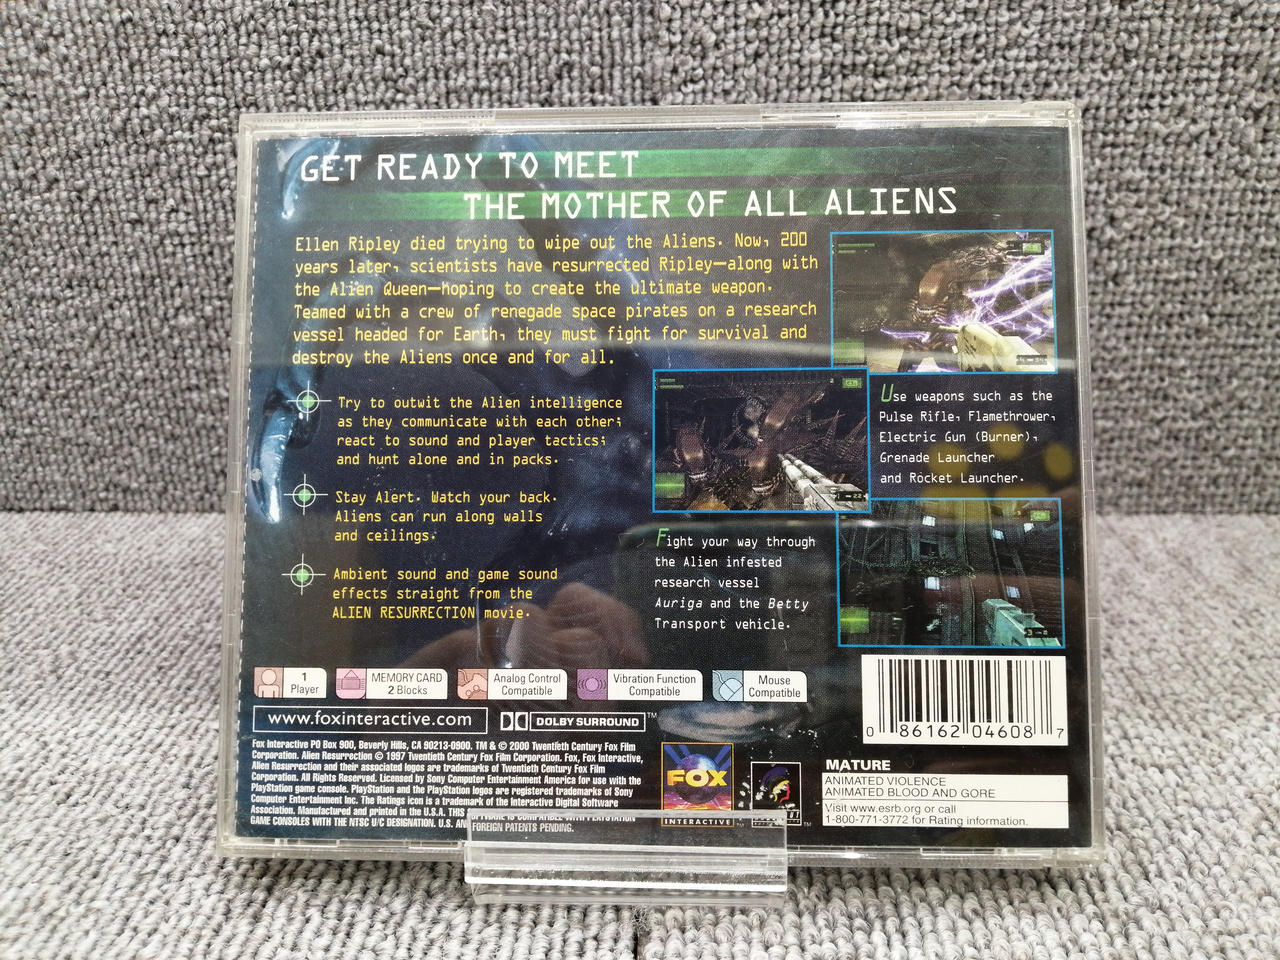 GET READY TO MEET
THE MOTHER OF ALL ALIENS
Ellen Ripley died trying to wipe out the Aliens. Now, 200
years later, scientists have resurrected Ripley—along with
the Alien Queen—hoping to create the ultimate weapon.
Teamed with a crew of renegade space pirates on a research
vessel headed for Earth, they must fight for survival and
destroy the Aliens once and for all.
Try to outwit the Alien intelligence
as they communicate with each other;
react to sound and player tactics;
and hunt alone and in packs.
Stay Alert. Watch your back.
Aliens can run along walls
and ceilings.
Ambient sound and game sound
effects straight from the
ALIEN RESURRECTION movie.
Use weapons such as the
Pulse Rifle, Flamethrower,
Electric Gun (Burner),
Grenade Launcher
and Rocket Launcher.
Fight your way through
the Alien infested
research vessel
Auriga and the Betty
Transport vehicle.
1
Player
MEMORY CARD
2 Blocks
Analog Control
Compatible
Vibration Function
Compatible
Mouse
Compatible
www.foxinteractive.com
DOLBY SURROUND™
Fox Interactive PO Box 900, Beverly Hills, CA 90213-0900. TM & © 2000 Twentieth Century Fox Film
Corporation. Alien Resurrection © 1997 Twentieth Century Fox Film Corporation. Fox, Fox Interactive,
Alien Resurrection and their associated logos are trademarks of Twentieth Century Fox Film
Corporation. All Rights Reserved. Licensed by Sony Computer Entertainment America for use with the
PlayStation game console. PlayStation and the PlayStation logos are registered trademarks of Sony
Computer Entertainment Inc. The Ratings icon is a trademark of the Interactive Digital Software
Association. Manufactured and printed in the U.S.A. THIS SOFTWARE IS COMPATIBLE WITH PLAYSTATION
GAME CONSOLES WITH THE NTSC U/C DESIGNATION. U.S. AN FOREIGN PATENTS PENDING.
FOX
INTERACTIVE™
0 86162 04608 7
MATURE
ANIMATED VIOLENCE
ANIMATED BLOOD AND GORE
Visit www.esrb.org or call
1-800-771-3772 for Rating information.